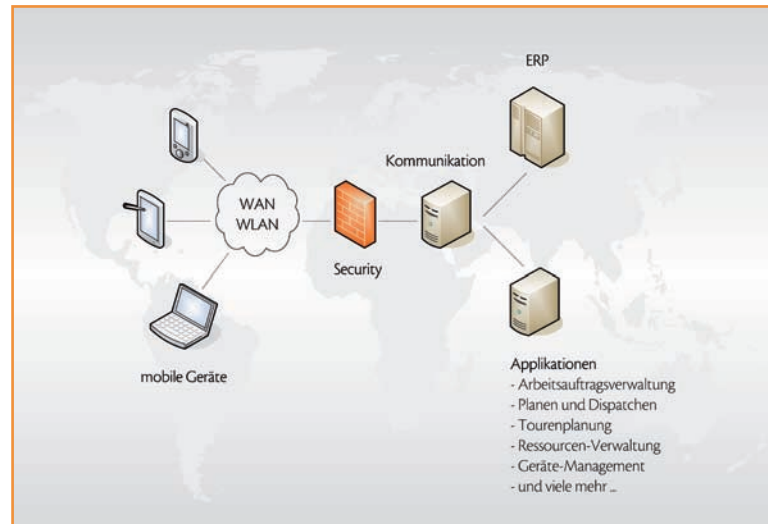 ERP
Kommunikation
WAN
WLAN
Security
mobile Geräte
Applikationen
- Arbeitsauftragsverwaltung
- Planen und Dispatchen
- Tourenplanung
- Ressourcen-Verwaltung
- Geräte-Management
- und viele mehr ...